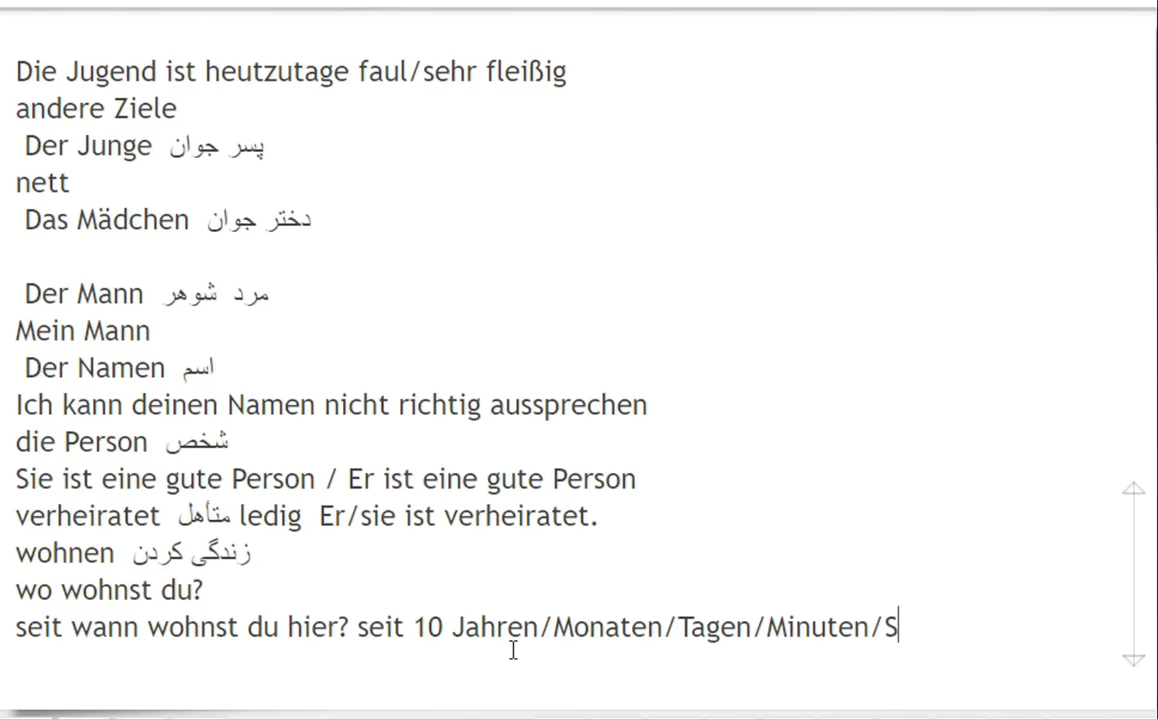 Die Jugend ist heutzutage faul/sehr fleißig
andere Ziele
Der Junge پسر جوان
nett
Das Mädchen دختر جوان
Der Mann مرد شوهر
Mein Mann
Der Namen اسم
Ich kann deinen Namen nicht richtig aussprechen
die Person شخص
Sie ist eine gute Person / Er ist eine gute Person
verheiratet متأهل ledig Er/sie ist verheiratet.
wohnen زندگی کردن
wo wohnst du?
seit wann wohnst du hier? seit 10 Jahren/Monaten/Tagen/Minuten/S